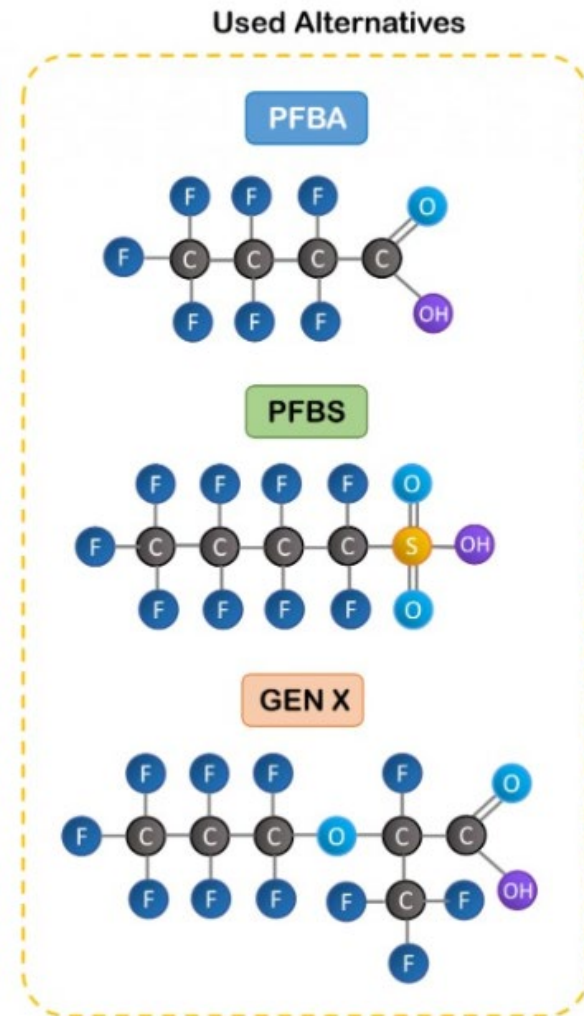 Used Alternatives
PFBA
F F F
F C C C C O
F F F OH
PFBS
F F F F O
F C C C C S OH
F F F F O
GEN X
F F F F O
F C C C O C C
F F F F C F OH
F